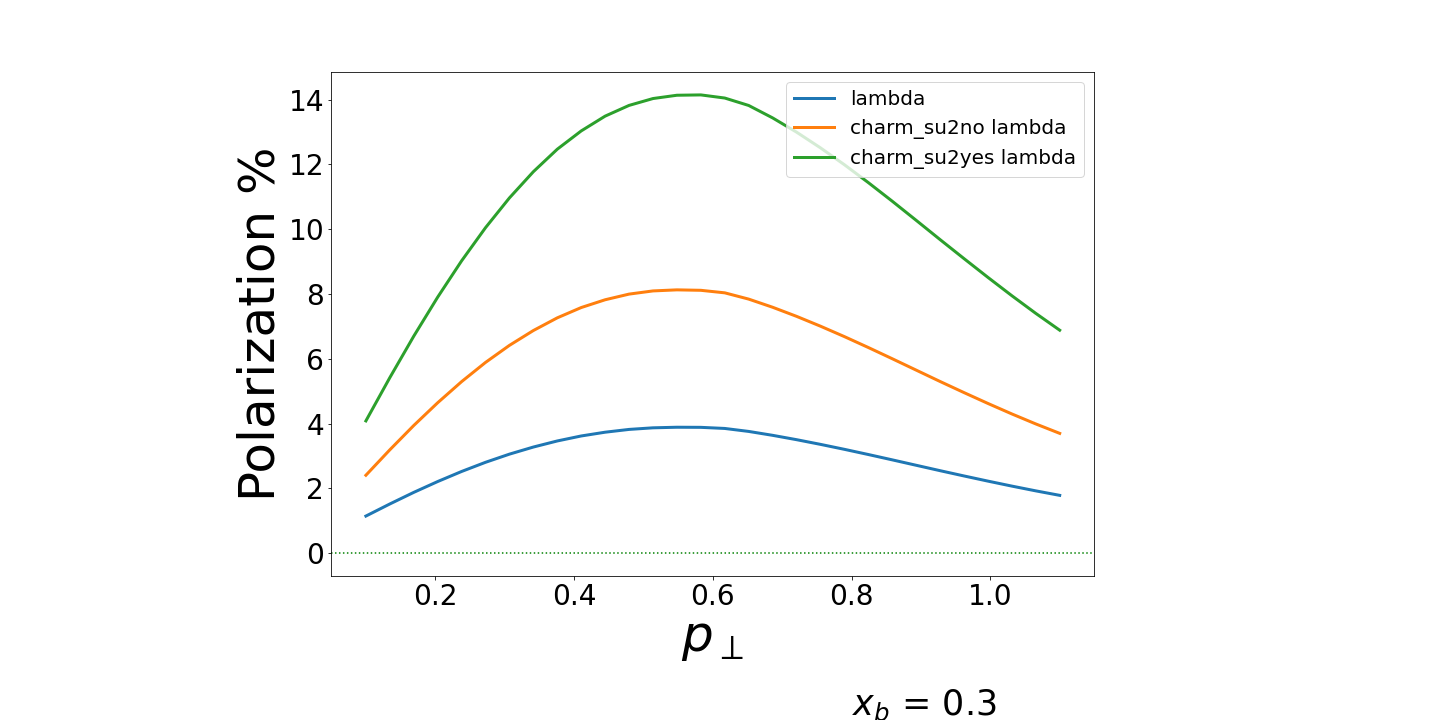 Polarization %
14
12
10
8
6
4
2
0
lambda
charm_su2no lambda
charm_su2yes lambda
0.2 0.4 0.6 0.8 1.0
p⊥
x_b = 0.3